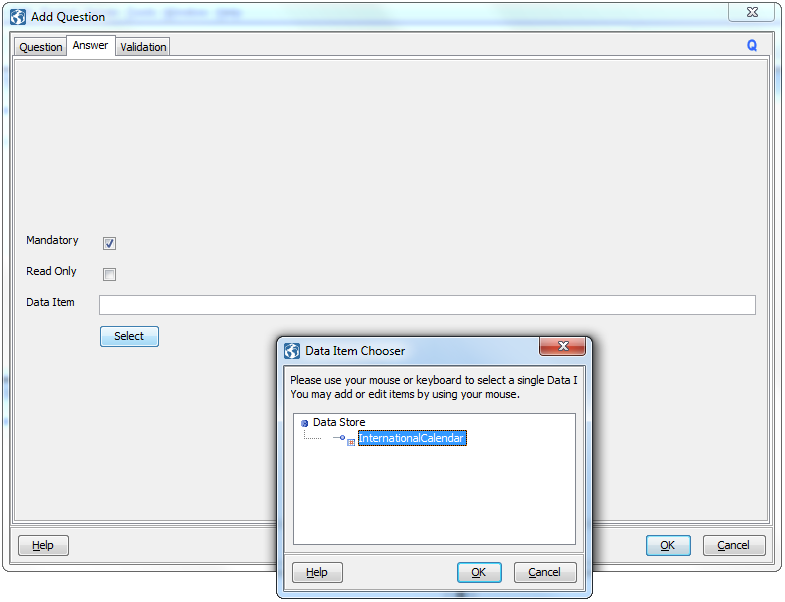 Add Question
Question Answer Validation
Q
Mandatory
Read Only
Data Item
Select
Data Item Chooser
Please use your mouse or keyboard to select a single Data I
You may add or edit items by using your mouse.
Data Store
InternationalCalendar
Help OK Cancel
Help OK Cancel